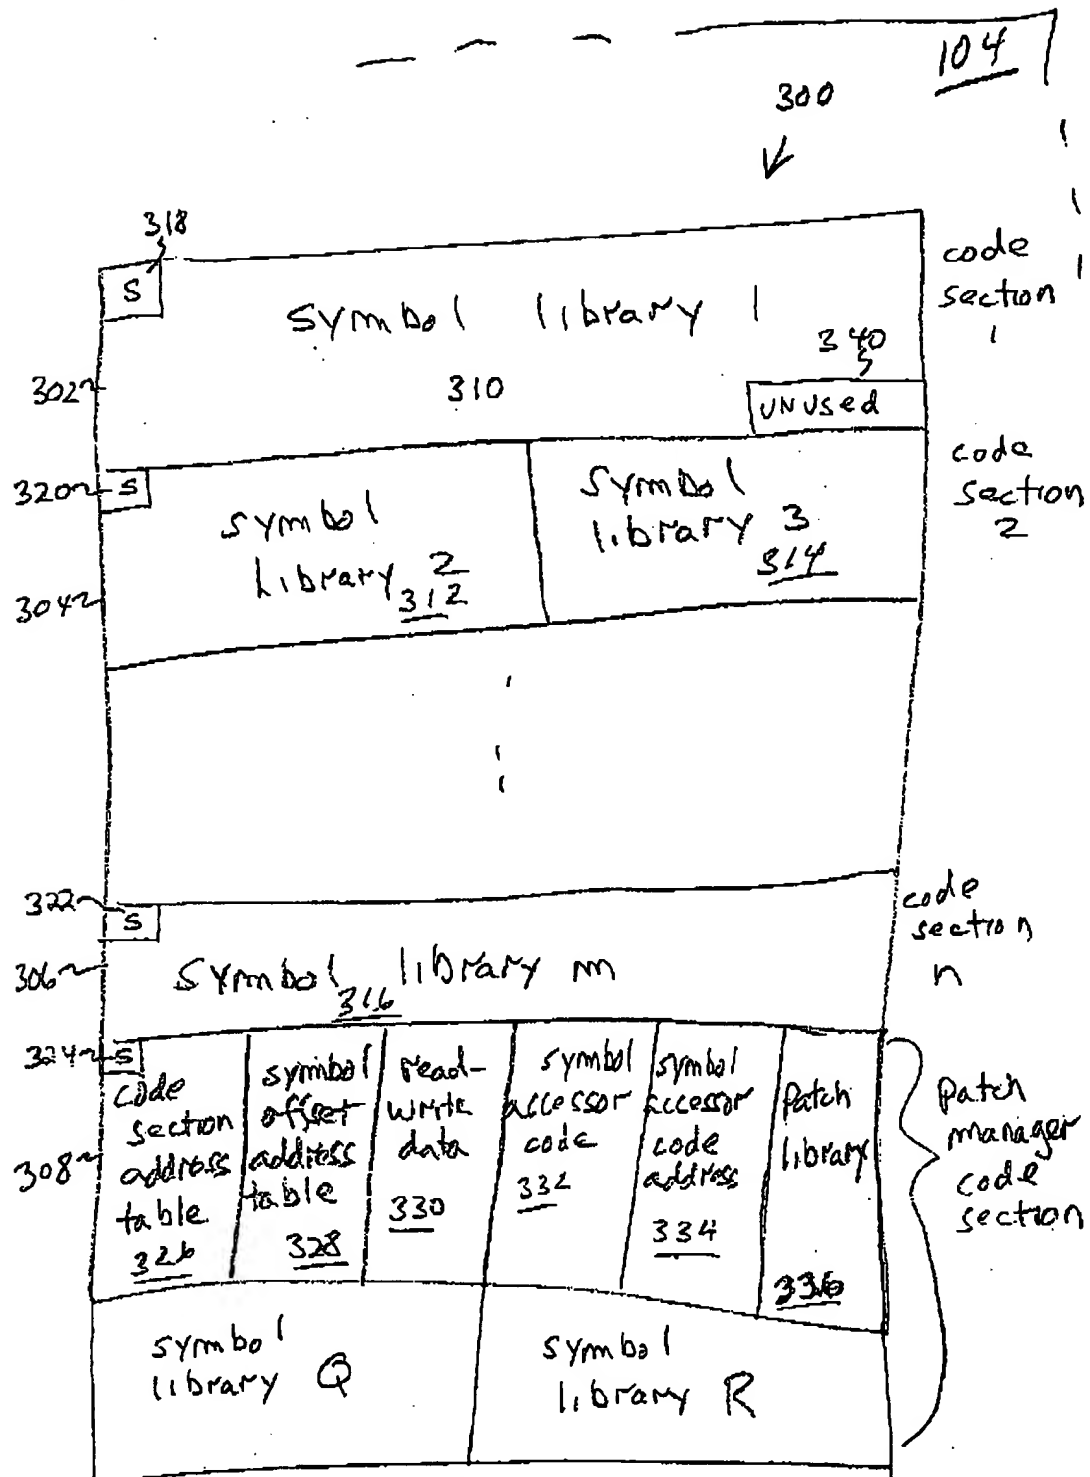 104
300
318
S
symbol library 1
code
section
1
340
302
310
UNUSED
320
S
symbol
library 2
312
symbol
library 3
314
code
section
2
304
322
S
code
section
n
306
symbol library m
316
324
S
code
section
address
table
326
symbol
offset
address
table
328
read-
write
data
330
symbol
accessor
code
332
symbol
accessor
code
address
334
patch
library
336
308
patch
manager
code
section
symbol
library Q
symbol
library R